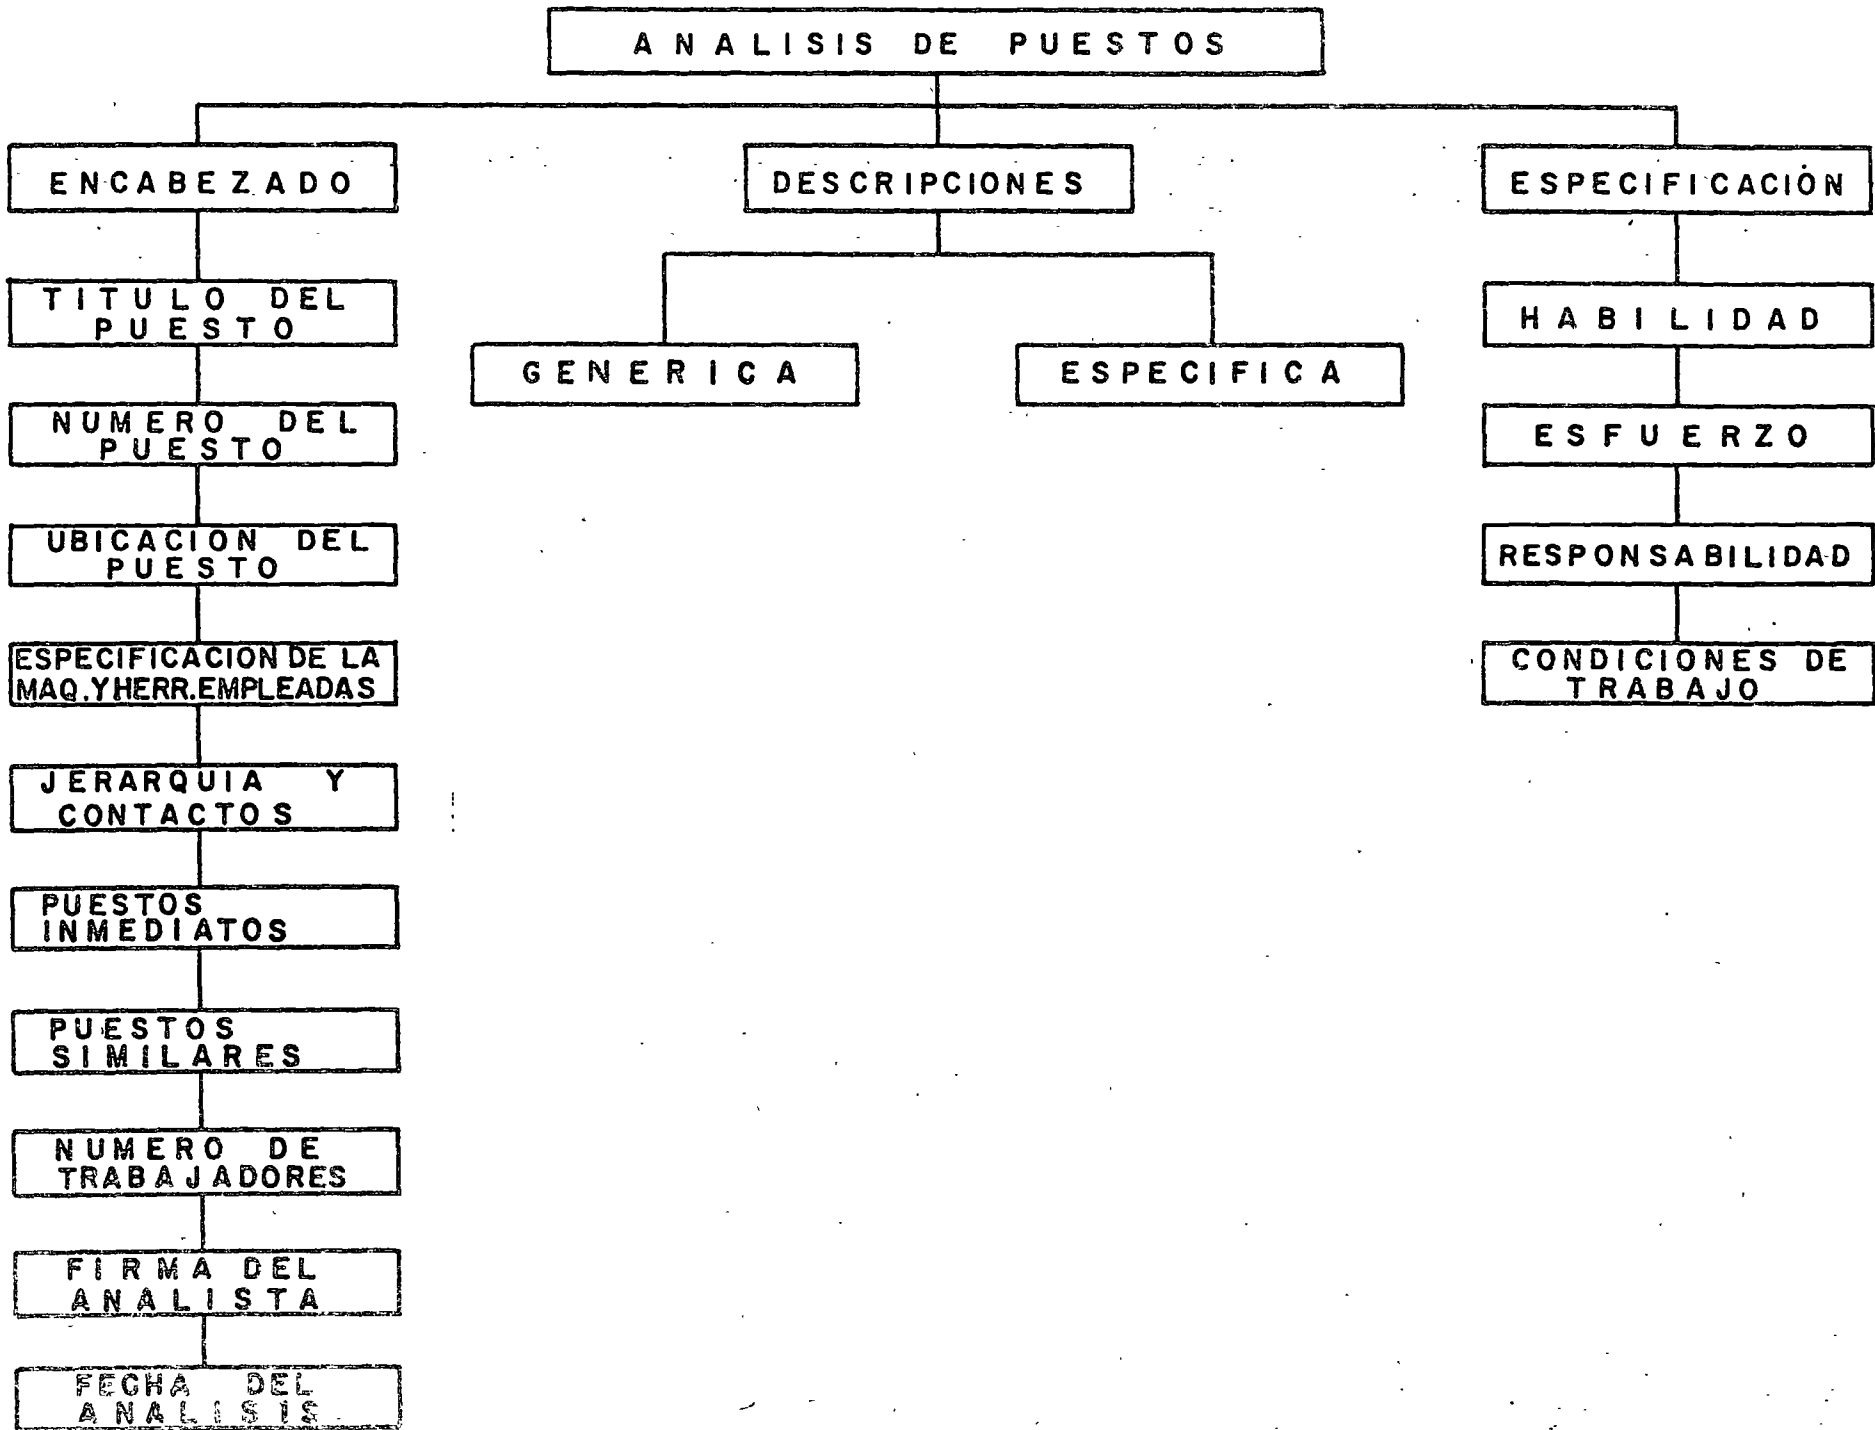 ANALISIS DE PUESTOS
ENCABEZADO
DESCRIPCIONES
ESPECIFICACIÓN
TITULO DEL
PUESTO
HABILIDAD
GENERICA
ESPECIFICA
NUMERO DEL
PUESTO
ESFUERZO
UBICACION DEL
PUESTO
RESPONSABILIDAD
ESPECIFICACION DE LA
MAQ.YHERR.EMPLEADAS
CONDICIONES DE
TRABAJO
JERARQUIA Y
CONTACTOS
PUESTOS
INMEDIATOS
PUESTOS
SIMILARES
NUMERO DE
TRABAJADORES
FIRMA DEL
ANALISTA
FECHA DEL
ANALISIS